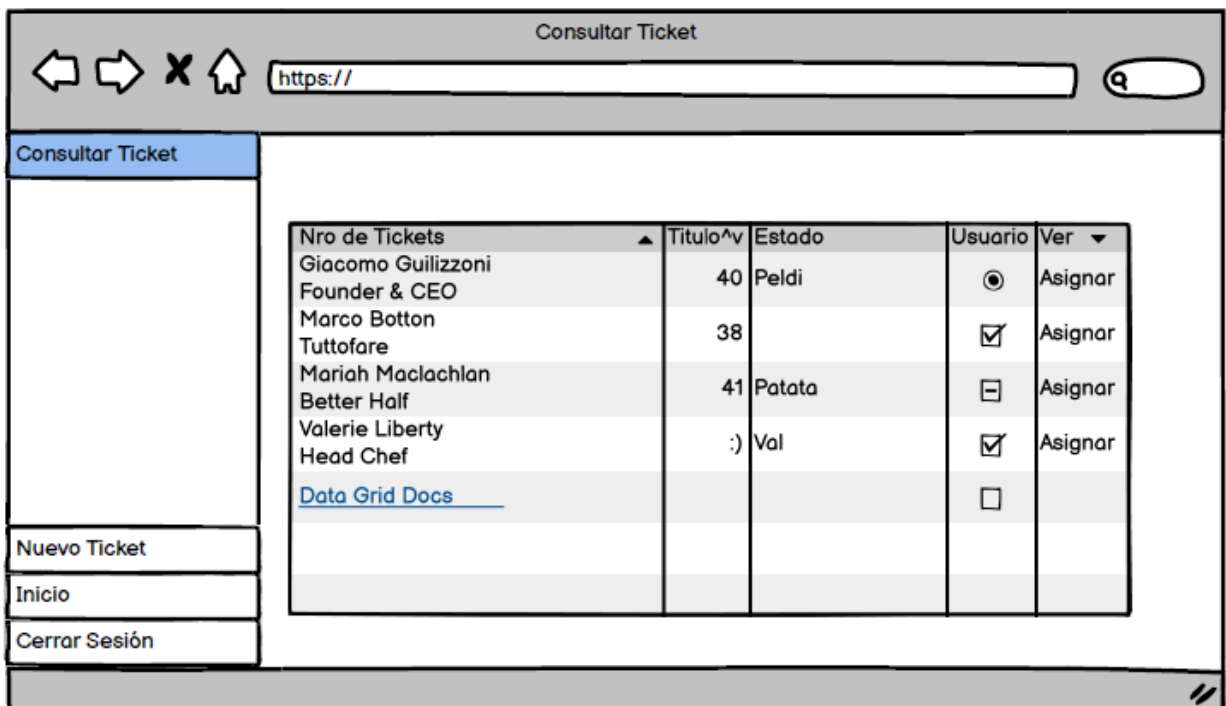 Consultar Ticket
https://
Consultar Ticket
Nro de Tickets Titulo^v Estado Usuario Ver
Giacomo Guilizzoni
Founder & CEO
40 Peldi Asignar
Marco Botton
Tuttofare
38 Asignar
Mariah Maclachlan
Better Half
41 Patata Asignar
Valerie Liberty
Head Chef
:) Val Asignar
Data Grid Docs
Nuevo Ticket
Inicio
Cerrar Sesión